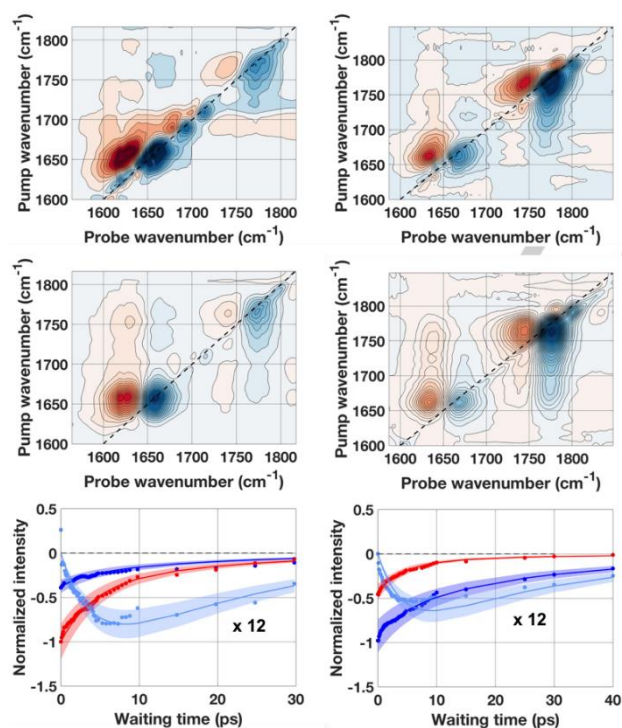 Pump wavenumber (cm⁻¹)
1800
1750
1700
1650
1600
1600 1650 1700 1750 1800
Probe wavenumber (cm⁻¹)
Pump wavenumber (cm⁻¹)
1800
1750
1700
1650
1600
1600 1650 1700 1750 1800
Probe wavenumber (cm⁻¹)
Pump wavenumber (cm⁻¹)
1800
1750
1700
1650
1600
1600 1650 1700 1750 1800
Probe wavenumber (cm⁻¹)
Pump wavenumber (cm⁻¹)
1800
1750
1700
1650
1600
1600 1650 1700 1750 1800
Probe wavenumber (cm⁻¹)
Normalized intensity
0.5
0
-0.5
-1
-1.5
x 12
0 10 20 30
Waiting time (ps)
Normalized intensity
0.5
0
-0.5
-1
-1.5
x 12
0 10 20 30 40
Waiting time (ps)